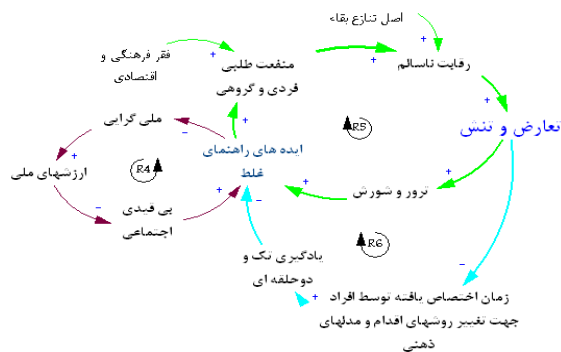 اصل تنازع بقاء
فقر فرهنگی و
اقتصادی
منفعت طلبی
فردی و گروهی
رقابت ناسالم
تعارض و تنش
ملی گرایی
ایده های راهنمای
غلط
R5
R4
ارزشهای ملی
ترور و شورش
بی قیدی
اجتماعی
یادگیری تک و
دوحلقه ای
R6
زمان اختصاص یافته توسط افراد
جهت تغییر روشهای اقدام و مدلهای
ذهنی
+
+
+
+
+
+
+
+
+
+
+
−
−
−
−